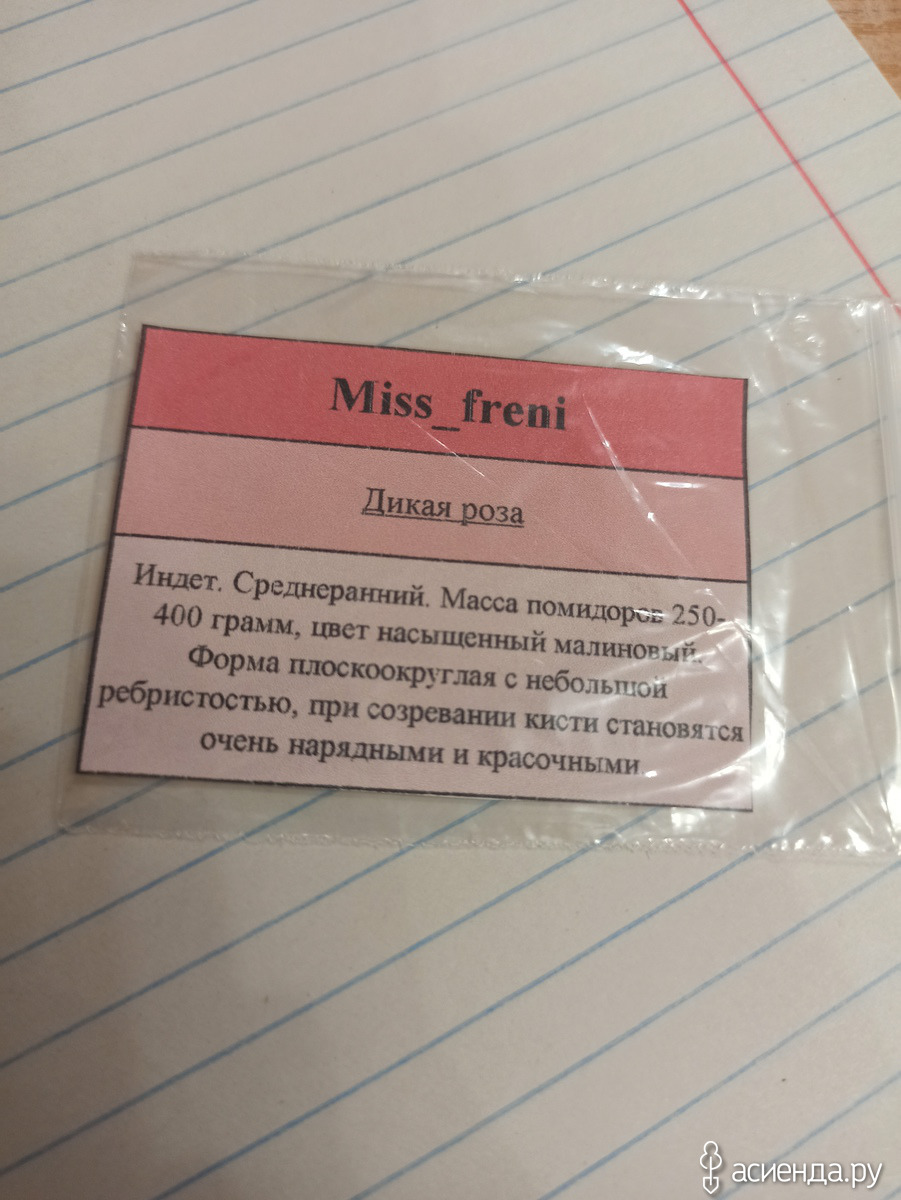 Miss_freni
Дикая роза
Индет. Среднеранний. Масса помидоров 250-
400 грамм, цвет насыщенный малиновый.
Форма плоскоокруглая с небольшой
ребристостью, при созревании кисти становятся
очень нарядными и красочными.
асиенда.ру